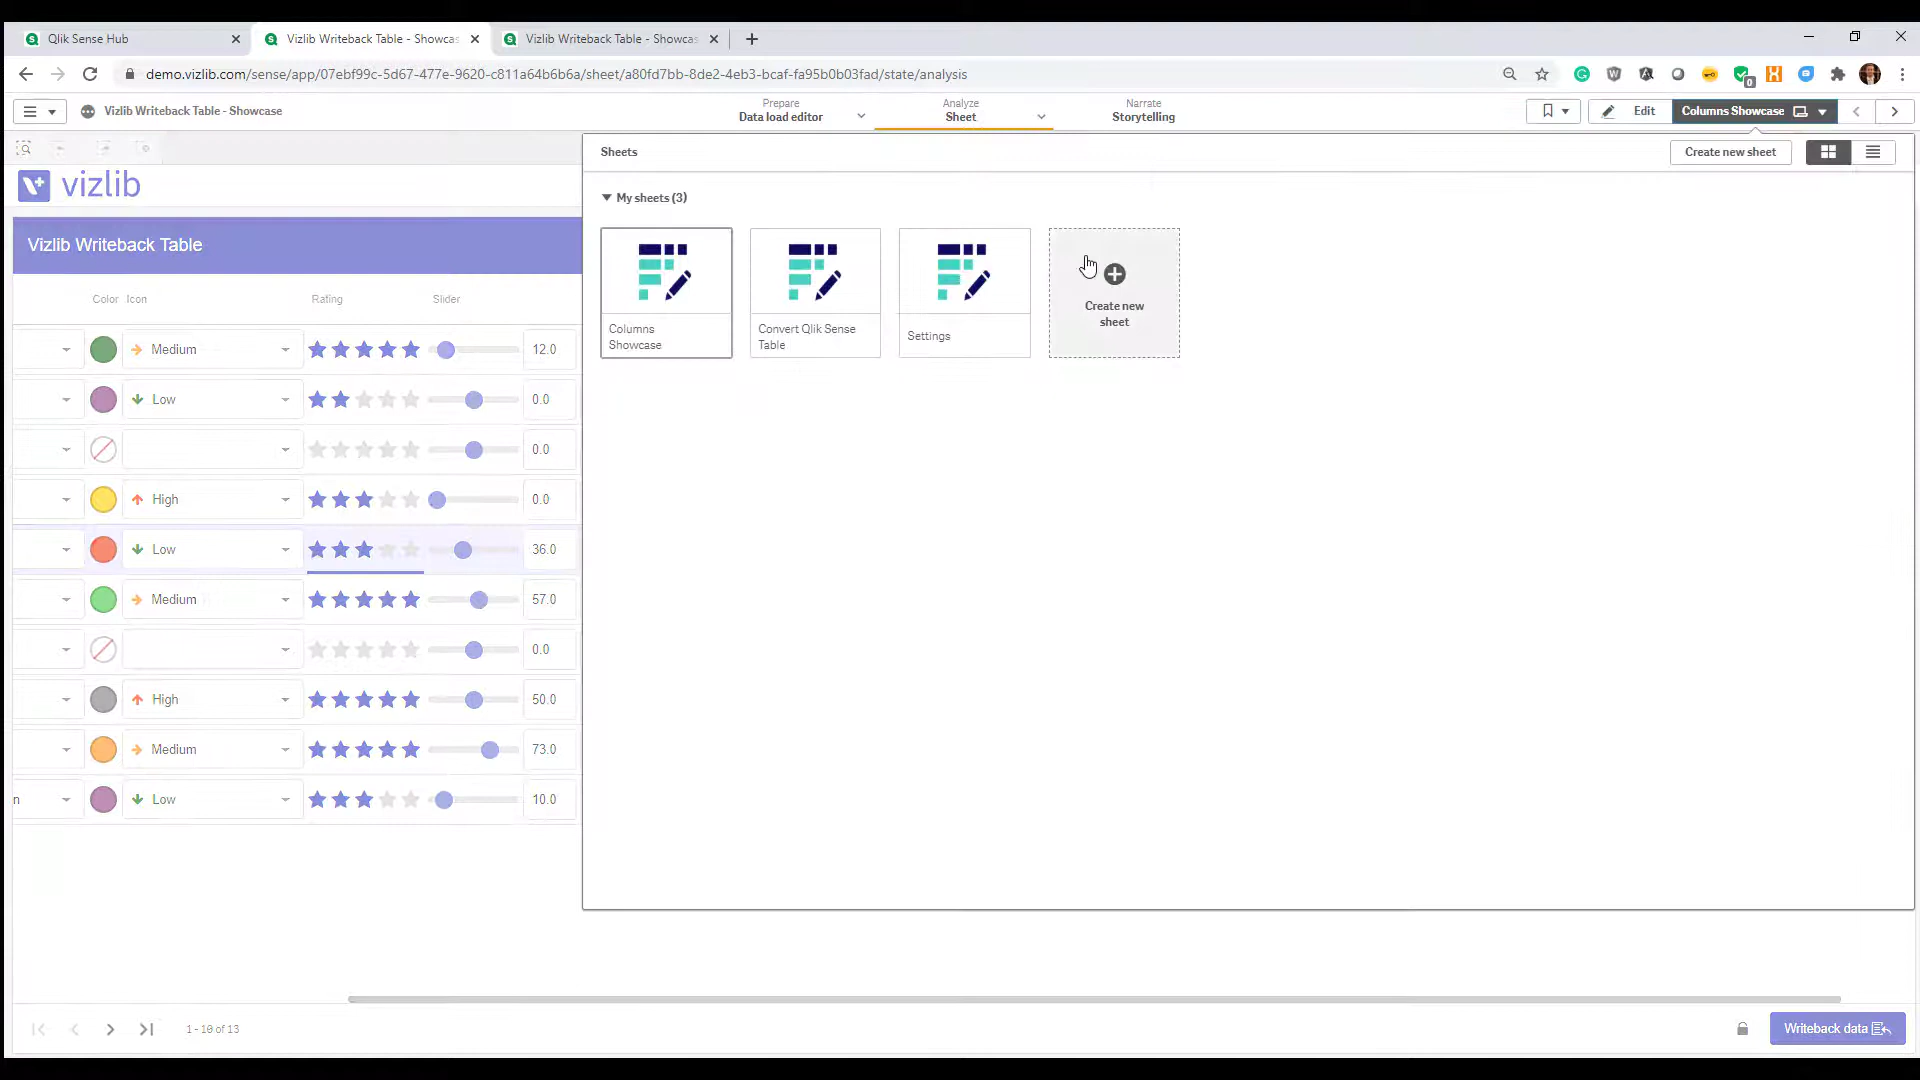 Qlik Sense Hub
Vizlib Writeback Table - Showcas
Vizlib Writeback Table - Showcas
demo.vizlib.com/sense/app/07ebf99c-5d67-477e-9620-c811a64b6b6a/sheet/a80fd7bb-8de2-4eb3-bcaf-fa95b0b03fad/state/analysis
0
Vizlib Writeback Table - Showcase
Prepare
Data load editor
Analyze
Sheet
Narrate
Storytelling
Edit
Columns Showcase
Sheets
Create new sheet
vizlib
My sheets (3)
Vizlib Writeback Table
Columns
Showcase
Convert Qlik Sense
Table
Settings
Create new
sheet
Color Icon Rating Slider
Medium 12.0
Low 0.0
0.0
High 0.0
Low 36.0
Medium 57.0
0.0
High 50.0
Medium 73.0
n Low 10.0
1 - 10 of 13
Writeback data